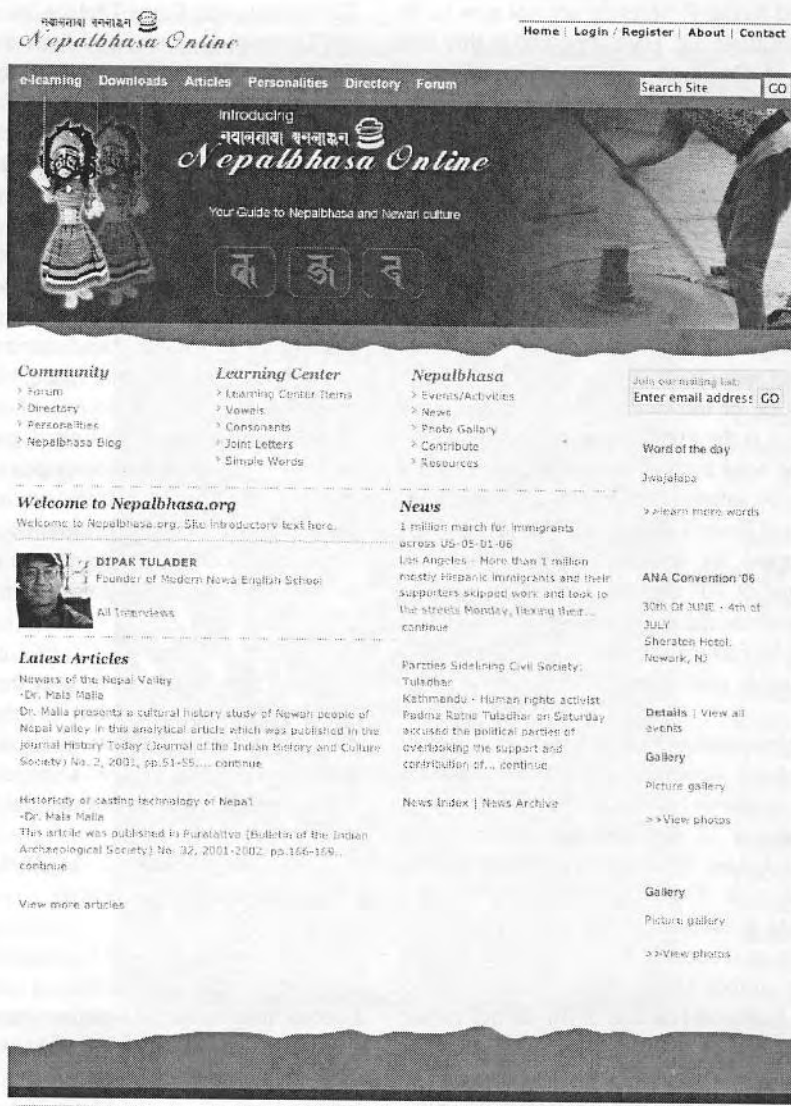 Nepalbhasa Online
Home | Login / Register | About | Contact
e-learning Downloads Articles Personalities Directory Forum
Search Site GO
Introducing
Nepalbhasa Online
Your Guide to Nepalbhasa and Newari culture
Community
> Forum
> Directory
> Personalities
> Nepalbhasa Blog
Learning Center
> Learning Center Items
> Vowels
> Consonants
> Joint Letters
> Simple Words
Nepalbhasa
> Events/Activities
> News
> Photo Gallary
> Contribute
> Resources
Join our mailing list:
Enter email address GO
Word of the day
Jwajalapa
>>learn more words
ANA Convention '06
30th Of JUNE - 4th of
JULY
Sheraton Hotel,
Newark, NJ
Details | View all
events
Gallery
Picture gallery
>>View photos
Gallery
Picture gallery
>>View photos
Welcome to Nepalbhasa.org
Welcome to Nepalbhasa.org. Site introductory text here.
DIPAK TULADER
Founder of Modern Newa English School
All Interviews
Latest Articles
Newars of the Nepal Valley
-Dr. Mala Malla
Dr. Malla presents a cultural history study of Newah people of
Nepal Valley in this analytical article which was published in the
journal History Today (Journal of the Indian History and Culture
Society) No. 2, 2001, pp.51-55.... continue
Historicity of casting technology of Nepal
-Dr. Mala Malla
This article was published in Puratattva (Bulletin of the Indian
Archaeological Society) No. 32, 2001-2002, pp.166-169..
continue
View more articles
News
1 million march for immigrants
across US-05-01-06
Los Angeles - More than 1 million
mostly Hispanic immigrants and their
supporters skipped work and took to
the streets Monday, flexing their...
continue
Parties Sidelining Civil Society:
Tuladhar
Kathmandu - Human rights activist
Padma Ratna Tuladhar on Saturday
accused the political parties of
overlooking the support and
contribution of... continue
News Index | News Archive